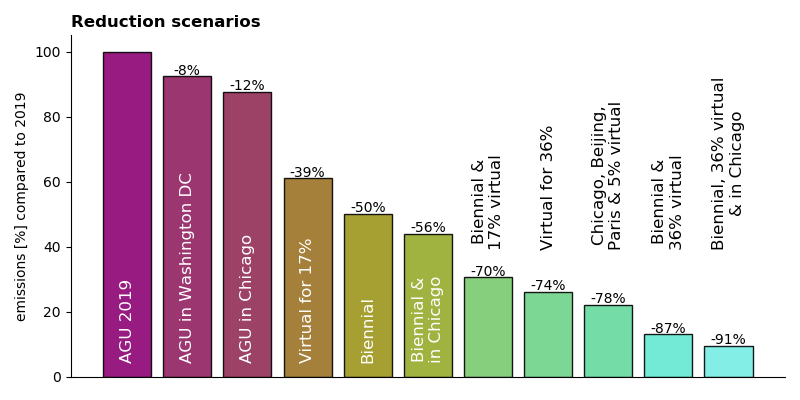 Reduction scenarios
emissions [%] compared to 2019
100
80
60
40
20
0
AGU 2019
-8%
AGU in Washington DC
-12%
AGU in Chicago
-39%
Virtual for 17%
-50%
Biennial
-56%
Biennial &
in Chicago
Biennial &
17% virtual
-70%
Virtual for 36%
-74%
Chicago, Beijing,
Paris & 5% virtual
-78%
Biennial &
36% virtual
-87%
Biennial, 36% virtual
& in Chicago
-91%